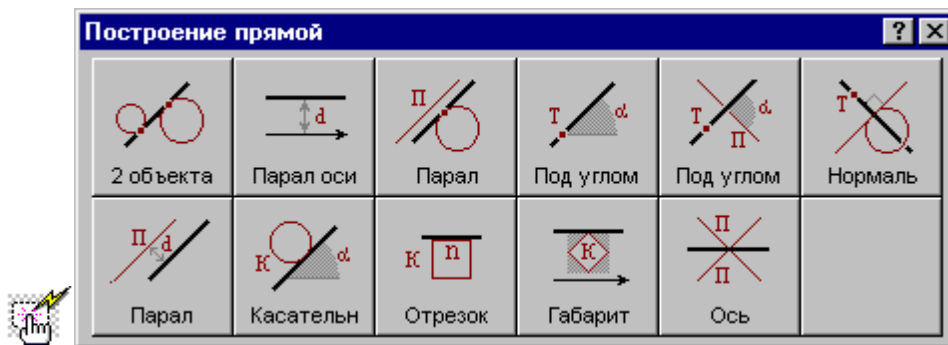 Построение прямой
?
d
П
Т
α
Т
α
П
Т
2 объекта
Парал оси
Парал
Под углом
Под углом
Нормаль
П
d
К
α
К
n
К
П
П
Парал
Касательн
Отрезок
Габарит
Ось